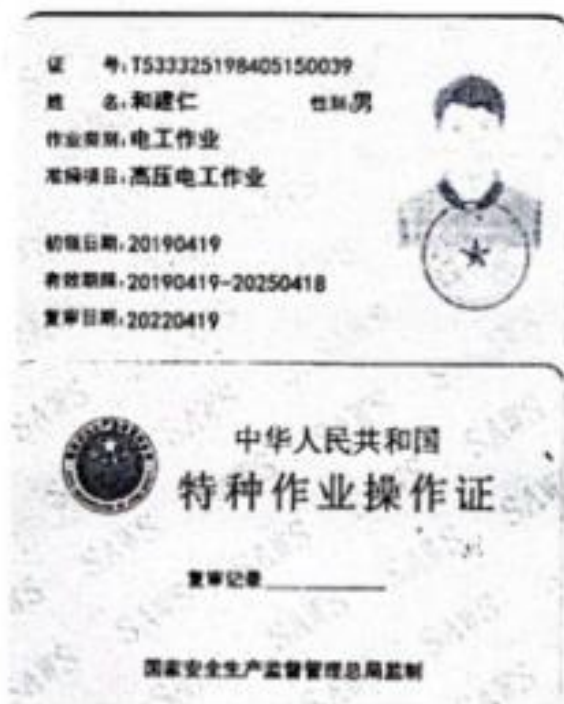 证 号:T533325198405150039
姓 名:和建仁 性别:男
作业类别:电工作业
准操项目:高压电工作业
初领日期:20190419
有效期限:20190419-20250418
复审日期:20220419
中华人民共和国
特种作业操作证
复审记录
国家安全生产监督管理总局监制